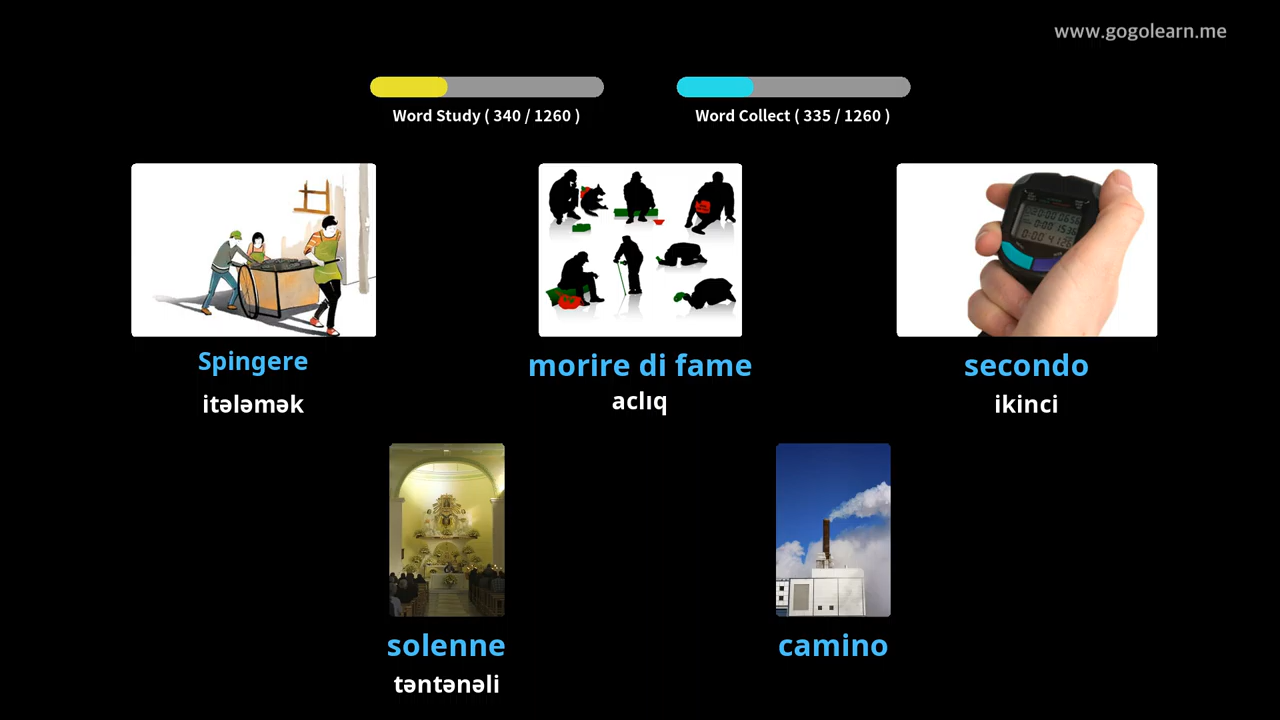 www.gogolearn.me
Word Study ( 340 / 1260 )
Word Collect ( 335 / 1260 )
Spingere
itələmək
morire di fame
aclıq
secondo
ikinci
solenne
təntənəli
camino